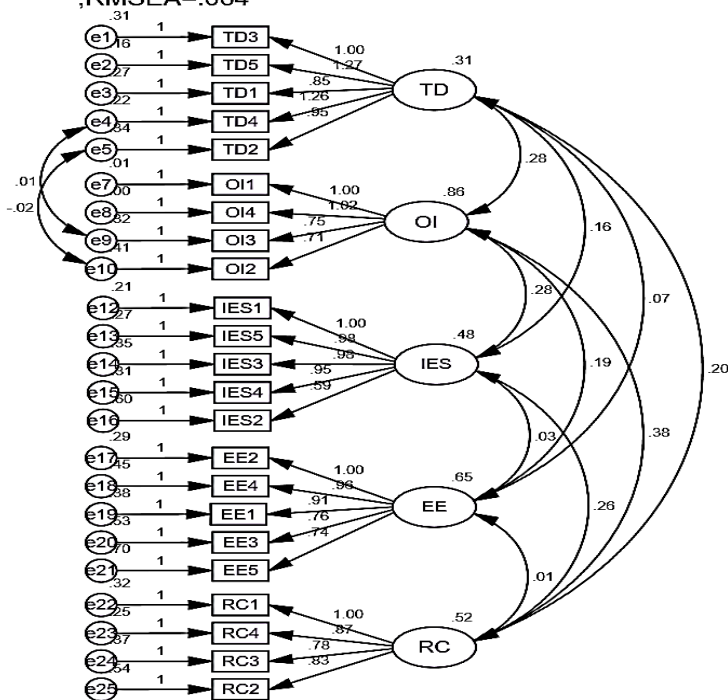 ;RMSEA=.084
.31
e1 1 TD3
.16
e2 1 TD5
.27
e3 1 TD1
.22
e4 1 TD4
.34
e5 1 TD2
1.00
1.27
.85
1.26
.95
.31
TD
.01
e7 1 OI1
.00
e8 1 OI4
.32
e9 1 OI3
.41
e10 1 OI2
1.00
1.02
.75
.71
.86
OI
.01
-.02
.21
e12 1 IES1
.27
e13 1 IES5
.35
e14 1 IES3
.31
e15 1 IES4
.60
e16 1 IES2
1.00
.98
.98
.95
.59
.48
IES
.29
e17 1 EE2
.45
e18 1 EE4
.38
e19 1 EE1
.53
e20 1 EE3
.70
e21 1 EE5
1.00
.96
.91
.76
.74
.65
EE
.32
e22 1 RC1
.25
e23 1 RC4
.37
e24 1 RC3
.54
e25 1 RC2
1.00
.87
.78
.83
.52
RC
.28
.16
.07
.20
.28
.19
.38
.03
.26
.01